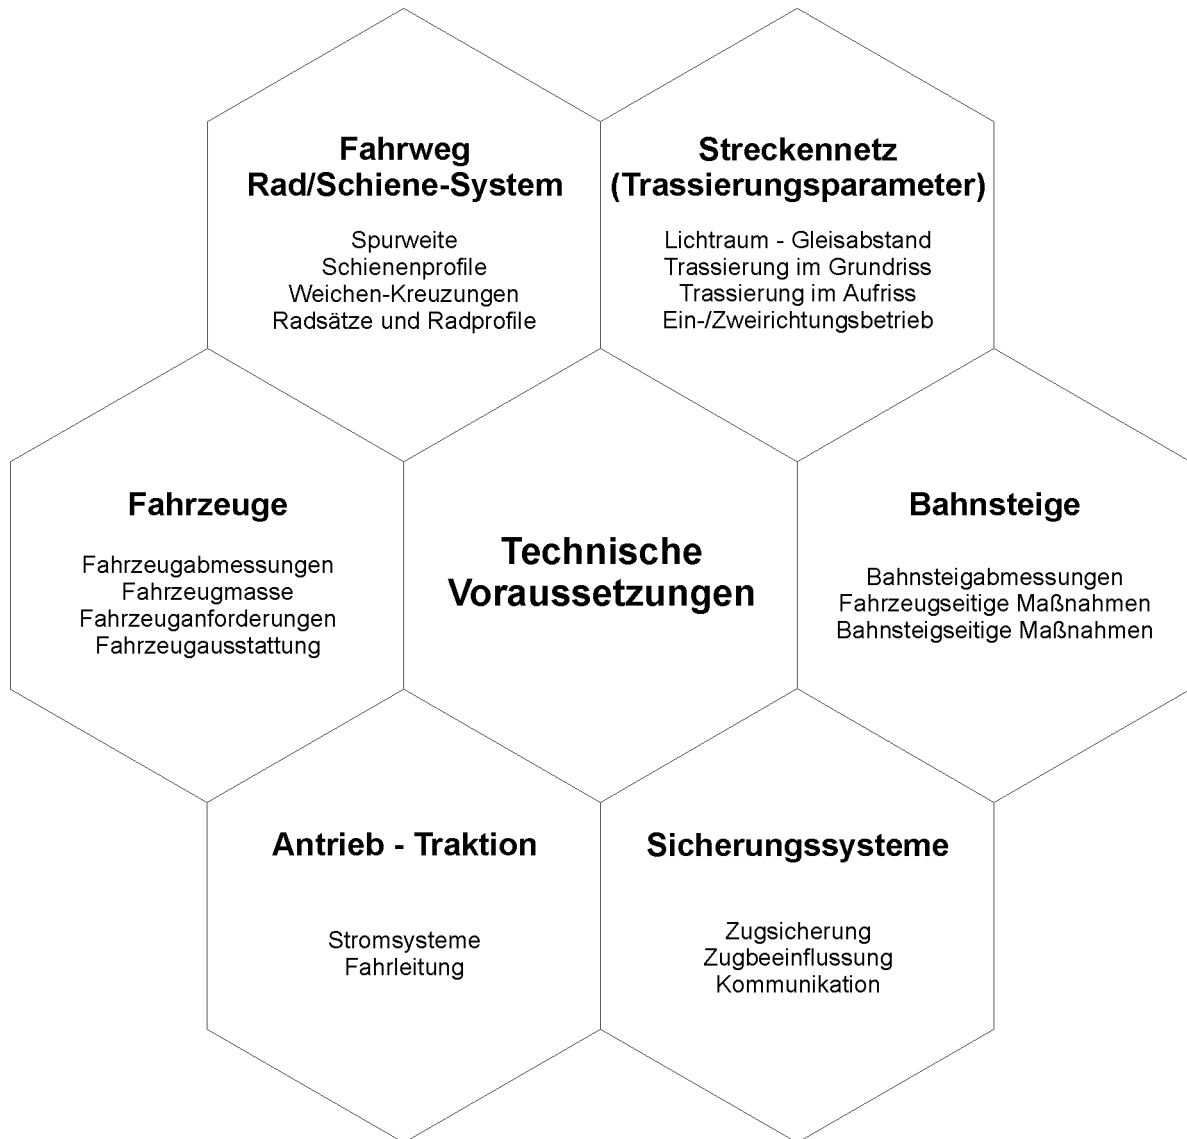 Fahrweg
Rad/Schiene-System
Spurweite
Schienenprofile
Weichen-Kreuzungen
Radsätze und Radprofile
Streckennetz
(Trassierungsparameter)
Lichtraum - Gleisabstand
Trassierung im Grundriss
Trassierung im Aufriss
Ein-/Zweirichtungsbetrieb
Fahrzeuge
Fahrzeugabmessungen
Fahrzeugmasse
Fahrzeuganforderungen
Fahrzeugausstattung
Technische
Voraussetzungen
Bahnsteige
Bahnsteigabmessungen
Fahrzeugseitige Maßnahmen
Bahnsteigseitige Maßnahmen
Antrieb - Traktion
Stromsysteme
Fahrleitung
Sicherungssysteme
Zugsicherung
Zugbeeinflussung
Kommunikation